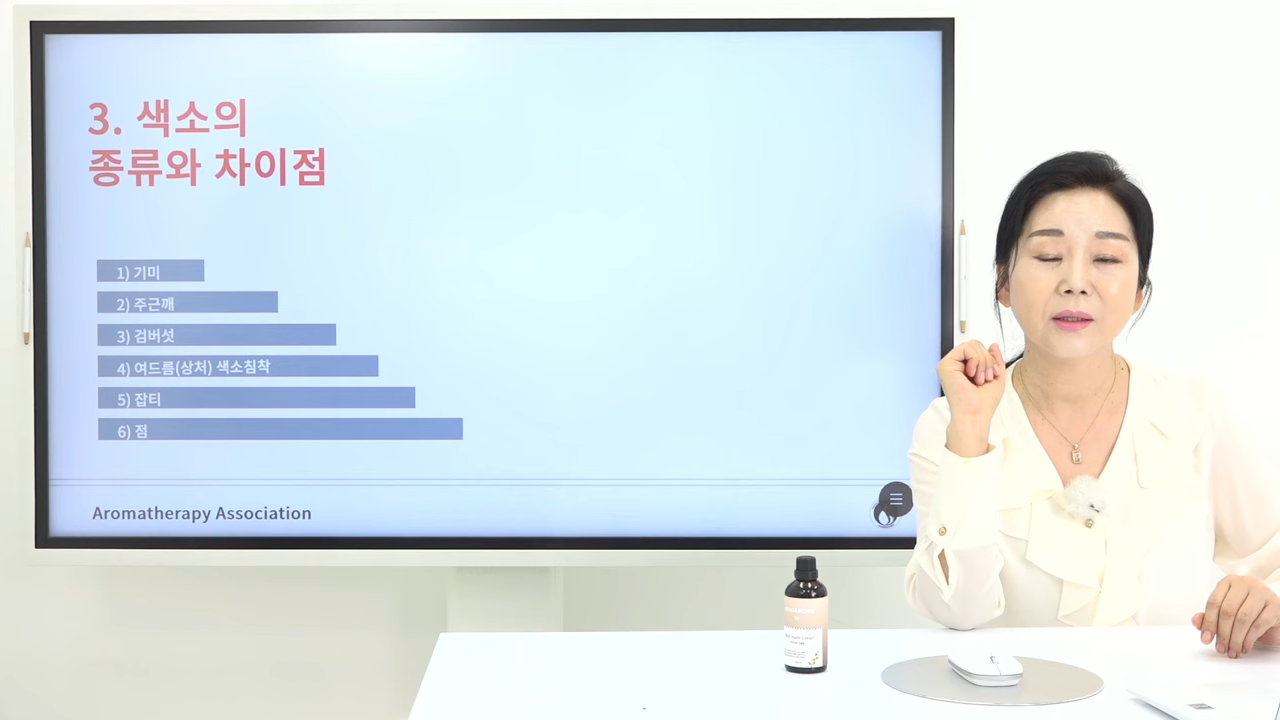 3. 색소의
종류와 차이점
1) 기미
2) 주근깨
3) 검버섯
4) 여드름(상처) 색소침착
5) 잡티
6) 점
Aromatherapy Association